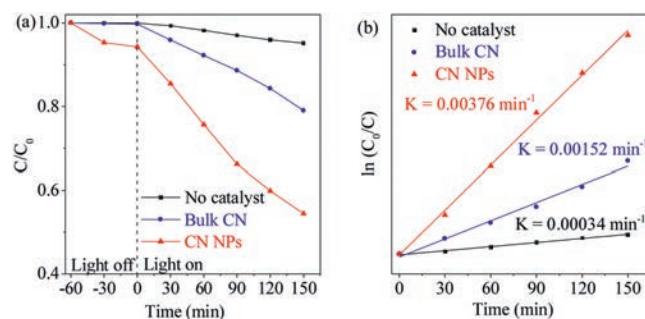 (a)
C/C₀
1.0
0.8
0.6
0.4
No catalyst
Bulk CN
CN NPs
Light off
Light on
-60 -30 0 30 60 90 120 150
Time (min)
(b)
ln (C₀/C)
No catalyst
Bulk CN
CN NPs
K = 0.00376 min⁻¹
K = 0.00152 min⁻¹
K = 0.00034 min⁻¹
0 30 60 90 120 150
Time (min)